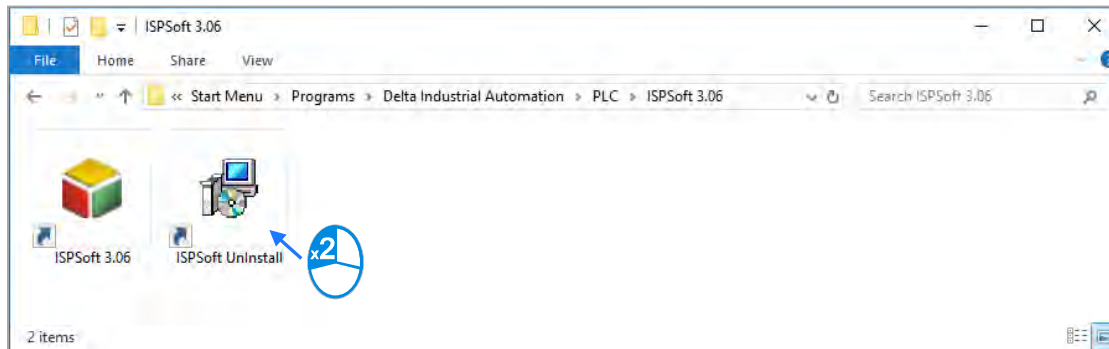 ISPSoft 3.06
File Home Share View
« Start Menu > Programs > Delta Industrial Automation > PLC > ISPSoft 3.06 Search ISPSoft 3.06
x2
ISPSoft 3.06 ISPSoft UnInstall
2 items